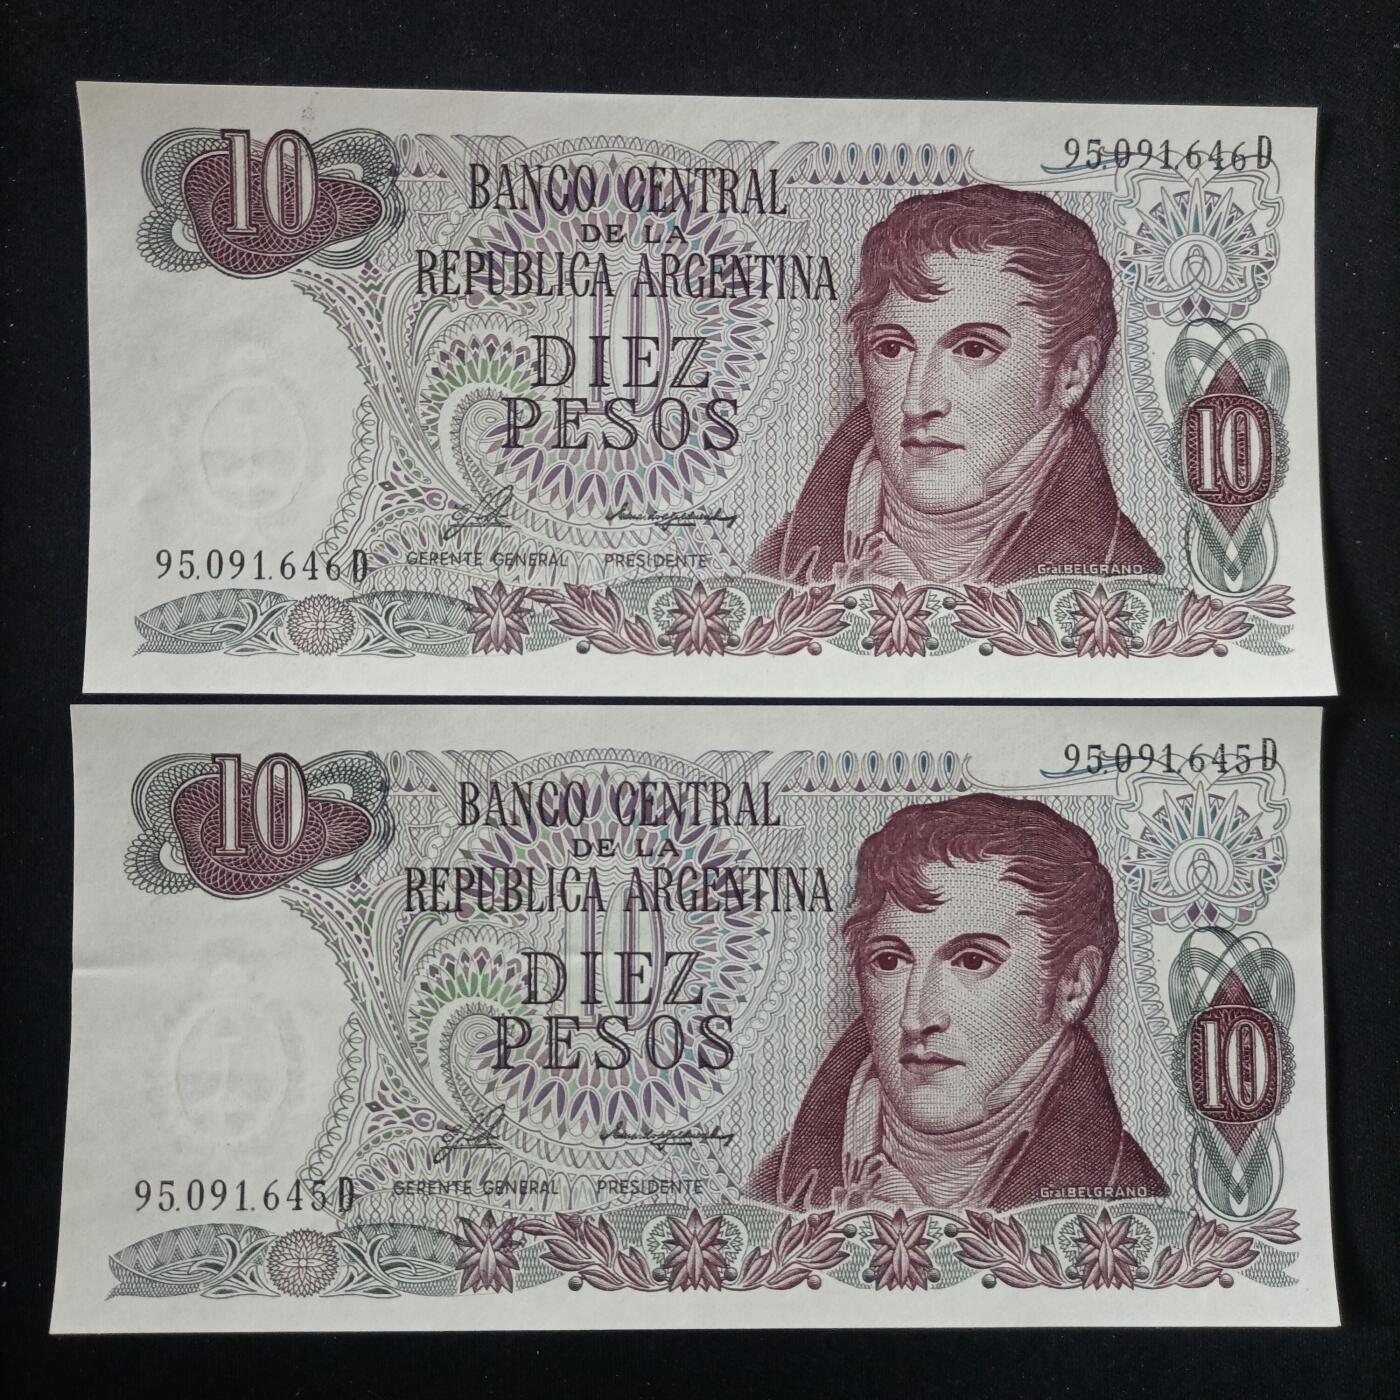 10
95.091.646D
BANCO CENTRAL
DE LA
REPUBLICA ARGENTINA
10
DIEZ
PESOS
10
95.091.646D
GERENTE GENERAL
PRESIDENTE
Gral.BELGRANO
10
95.091.645D
BANCO CENTRAL
DE LA
REPUBLICA ARGENTINA
10
DIEZ
PESOS
10
95.091.645D
GERENTE GENERAL
PRESIDENTE
Gral.BELGRANO